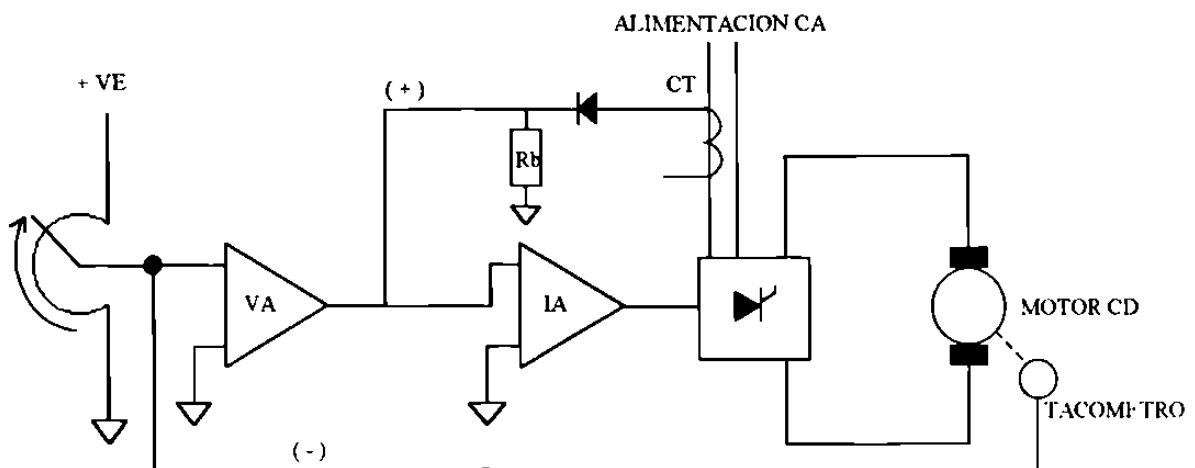 ALIMENTACION CA
+ VE
( + )
CT
Rb
VA
IA
MOTOR CD
TACOMETRO
( - )